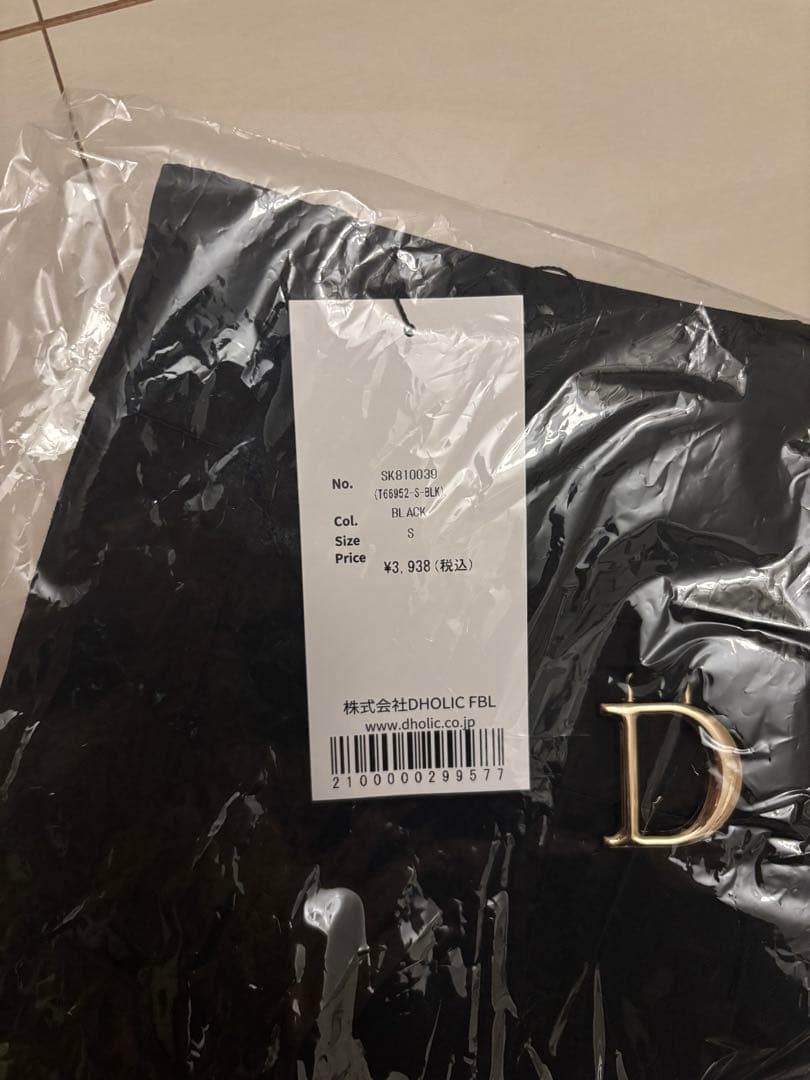 No. SK810039
(T66952-S-BLK)
Col. BLACK
Size S
Price ¥3,938(税込)
株式会社DHOLIC FBL
www.dholic.co.jp
2100000299577
D